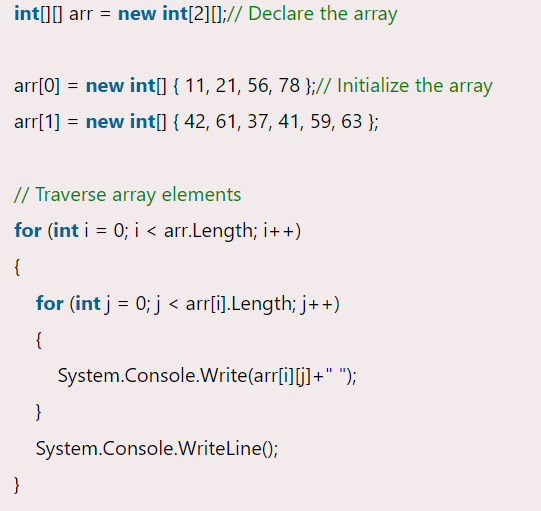 int[][] arr = new int[2][];// Declare the array
arr[0] = new int[] { 11, 21, 56, 78 };// Initialize the array
arr[1] = new int[] { 42, 61, 37, 41, 59, 63 };
// Traverse array elements
for (int i = 0; i < arr.Length; i++)
{
for (int j = 0; j < arr[i].Length; j++)
{
System.Console.Write(arr[i][j]+" ");
}
System.Console.WriteLine();
}